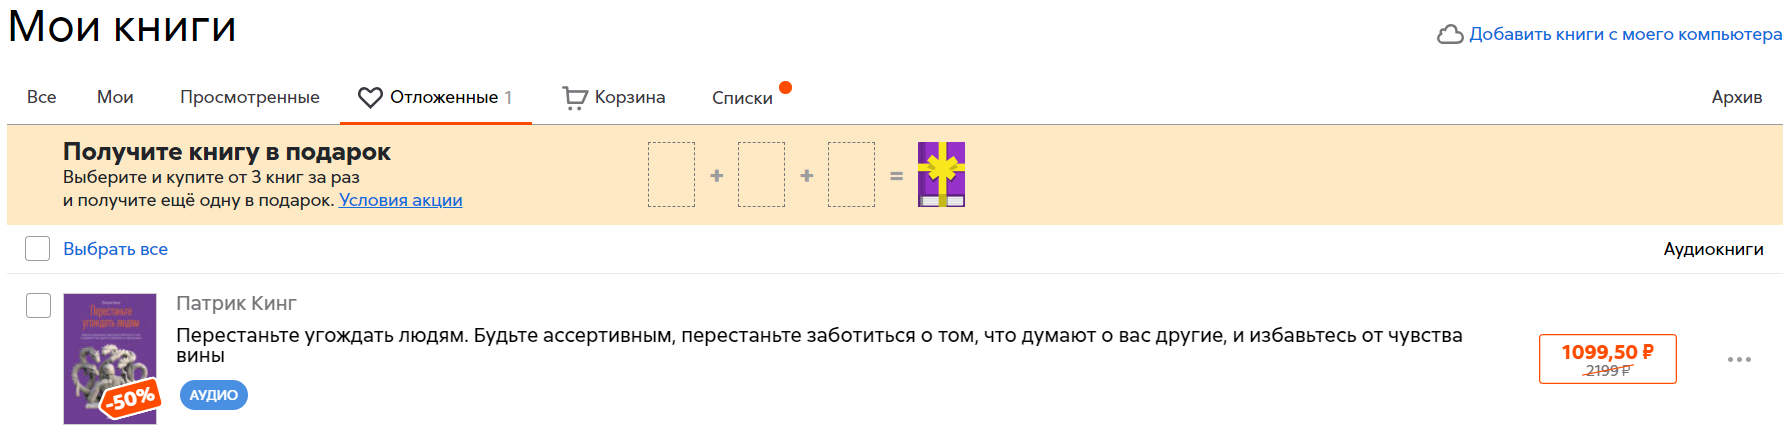 Мои книги
Добавить книги с моего компьютера
Все Мои Просмотренные Отложенные 1 Корзина Списки Архив
Получите книгу в подарок
Выберите и купите от 3 книг за раз
и получите ещё одну в подарок. Условия акции
+ + =
Выбрать все Аудиокниги
Патрик Кинг
Перестаньте угождать людям. Будьте ассертивным, перестаньте заботиться о том, что думают о вас другие, и избавьтесь от чувства
вины
АУДИО
1099,50 ₽
2199 ₽
Перестаньте
угождать людям
-50%